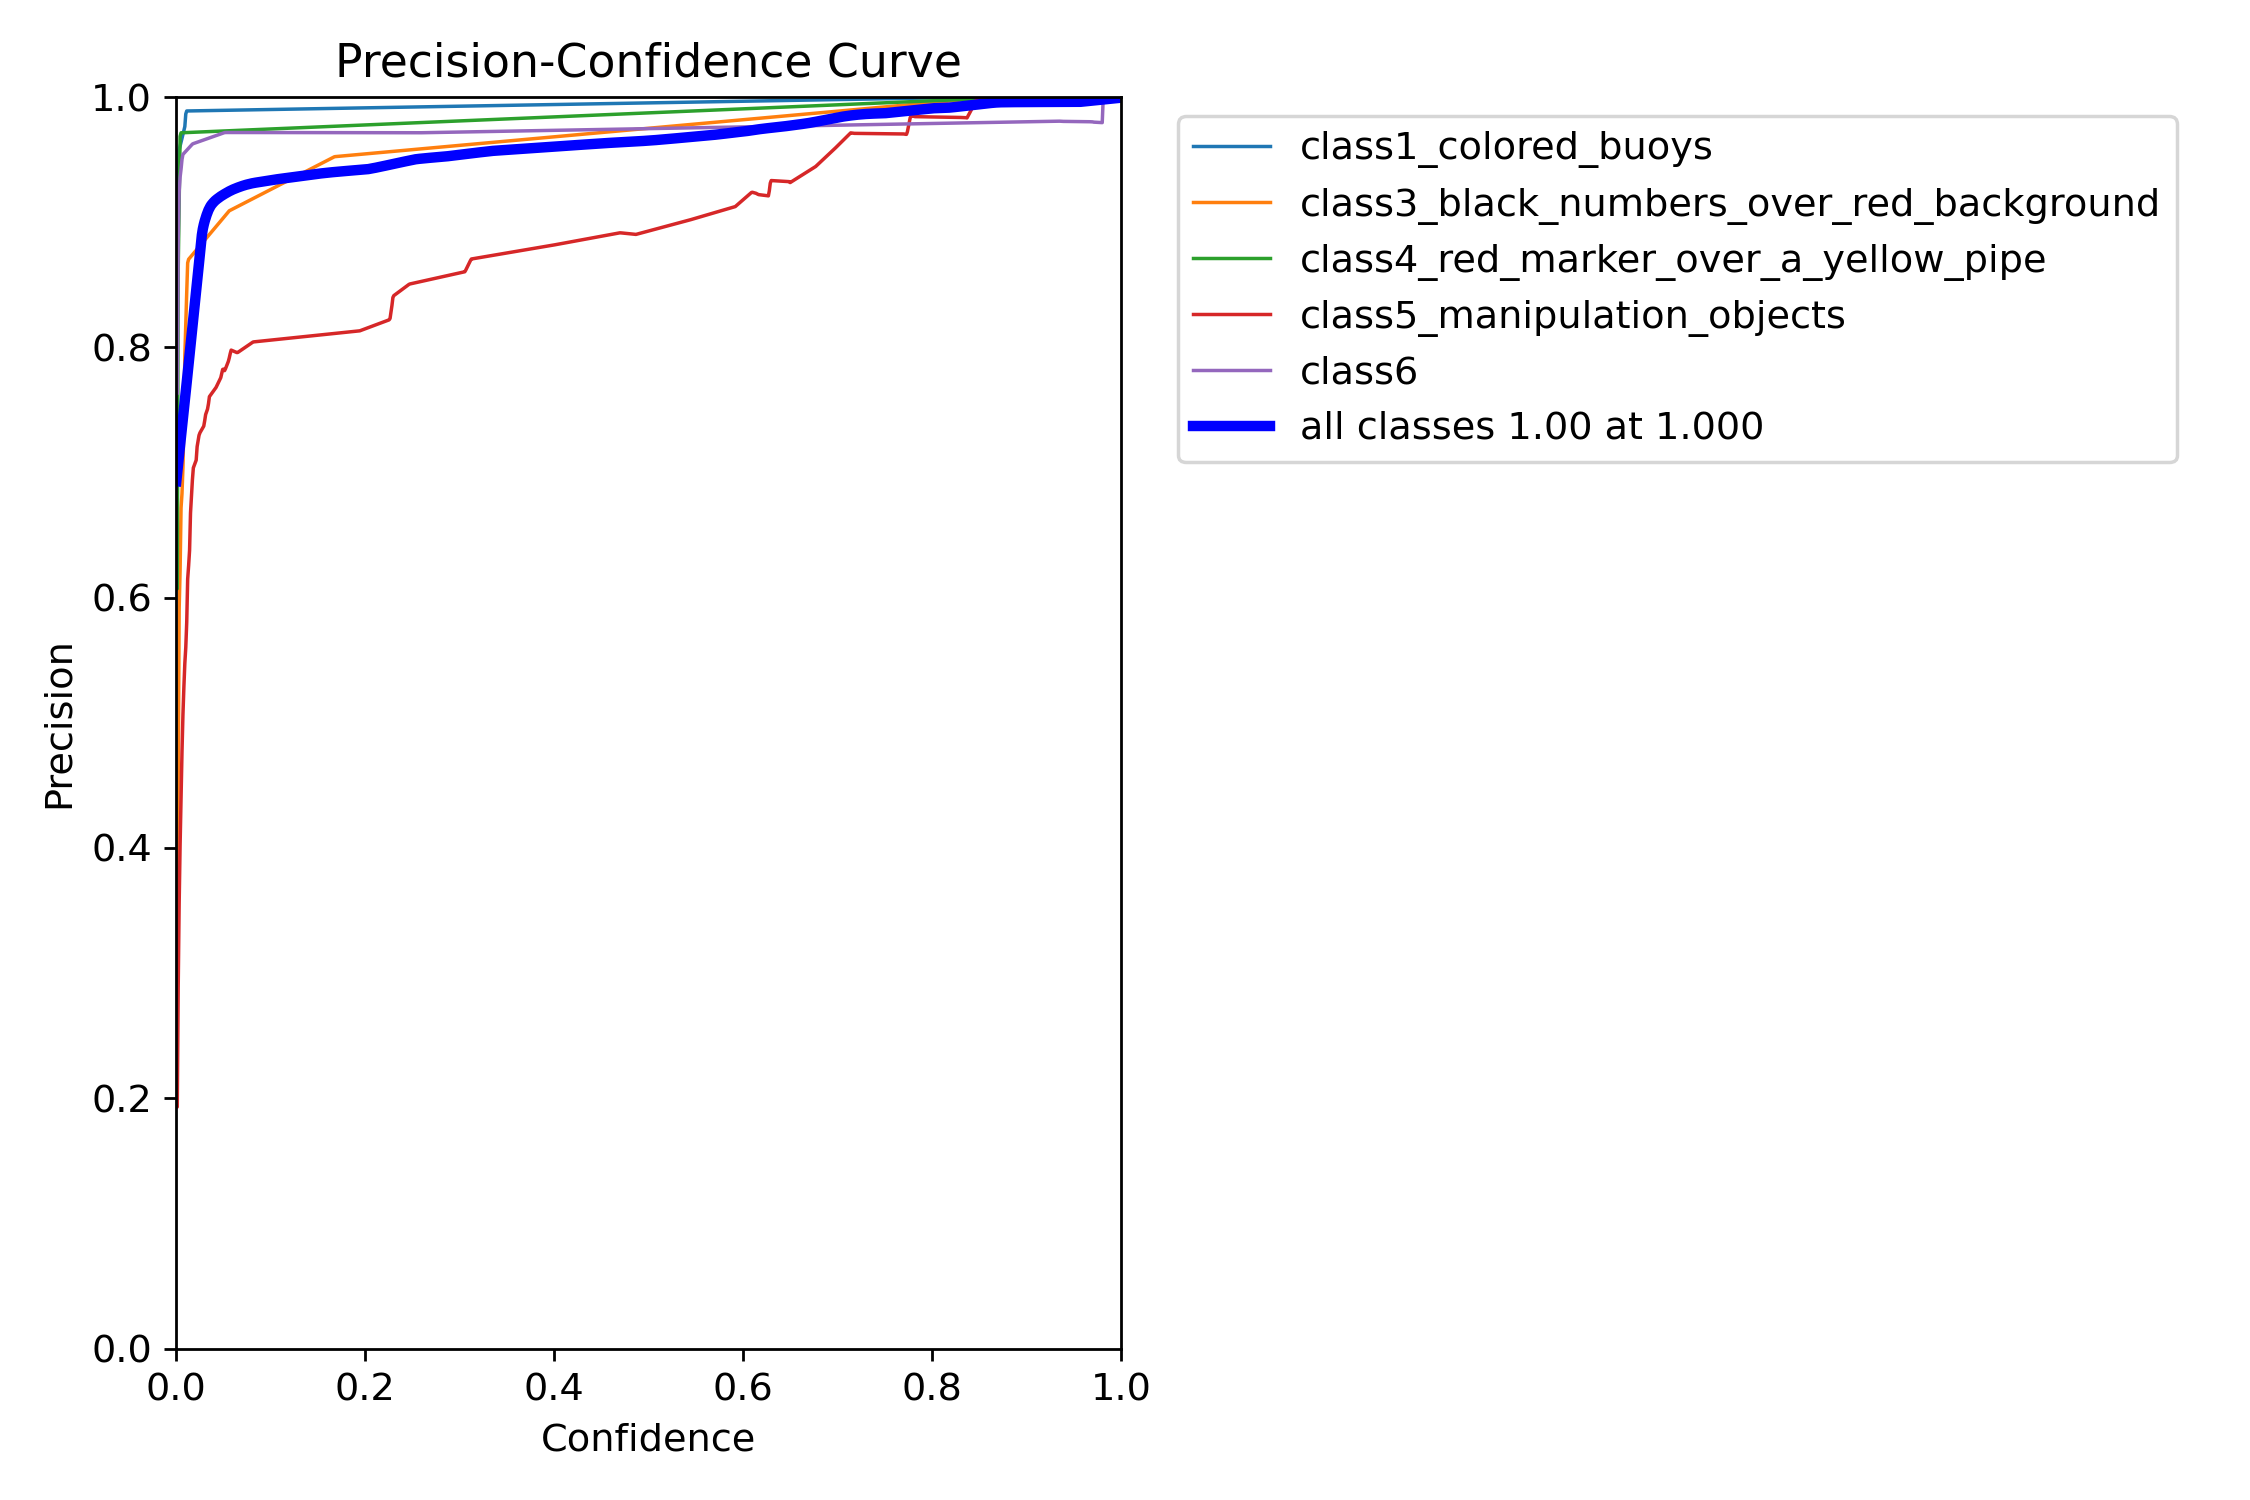 Precision-Confidence Curve
1.0
0.8
0.6
0.4
0.2
0.0
Precision
0.0 0.2 0.4 0.6 0.8 1.0
Confidence
class1_colored_buoys
class3_black_numbers_over_red_background
class4_red_marker_over_a_yellow_pipe
class5_manipulation_objects
class6
all classes 1.00 at 1.000